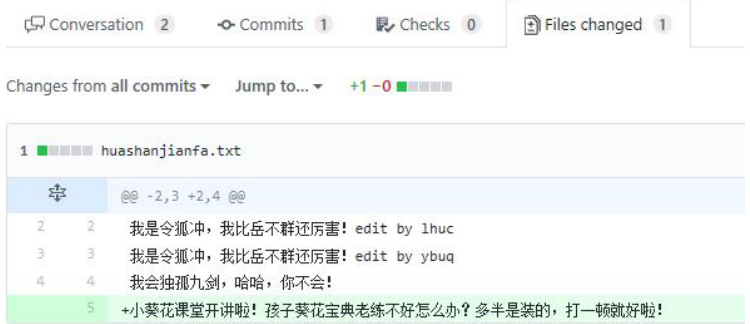 Conversation 2 Commits 1 Checks 0 Files changed 1
Changes from all commits Jump to... +1 −0
1 huashanjianfa.txt
@@ -2,3 +2,4 @@
2 2 我是令狐冲，我比岳不群还厉害！edit by lhuc
3 3 我是令狐冲，我比岳不群还厉害！edit by ybuq
4 4 我会独孤九剑，哈哈，你不会！
5 +小葵花课堂开讲啦！孩子葵花宝典老练不好怎么办？多半是装的，打一顿就好啦！